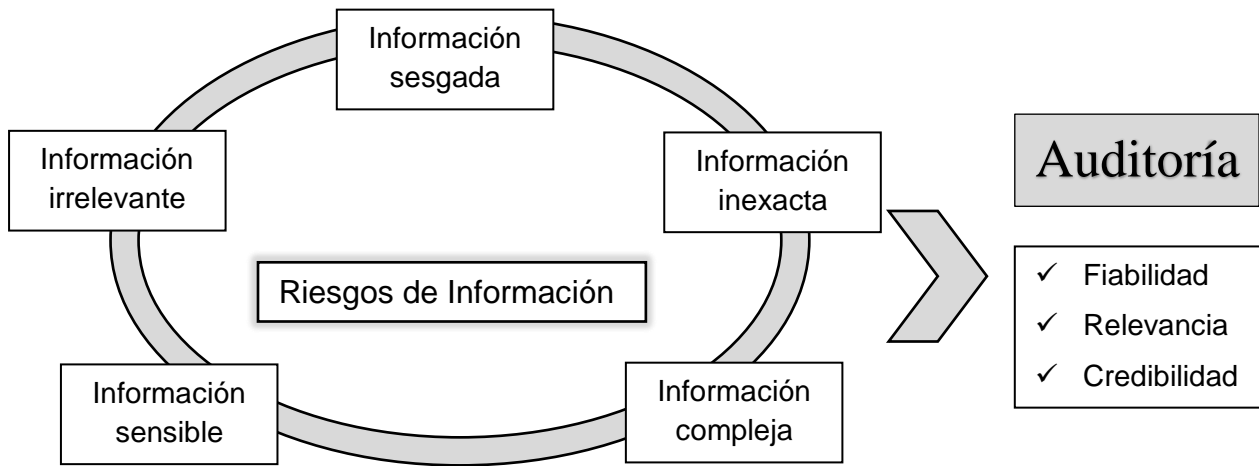 Información
sesgada
Información
irrelevante
Información
inexacta
Riesgos de Información
Información
sensible
Información
compleja
Auditoría
✓ Fiabilidad
✓ Relevancia
✓ Credibilidad